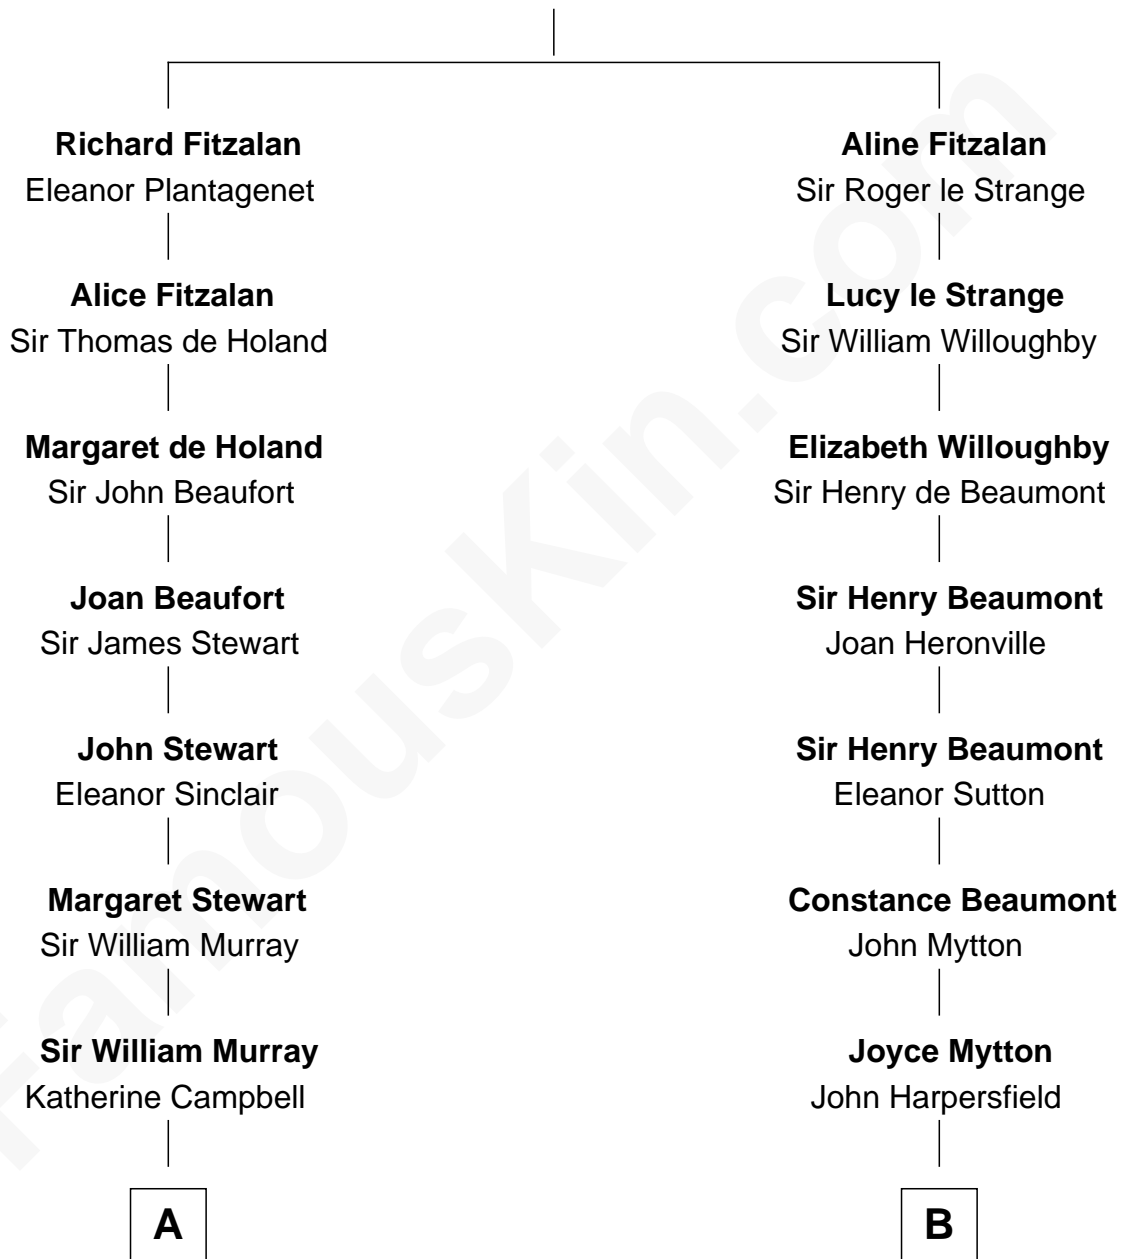 Richard Fitzalan
Eleanor Plantagenet
Alice Fitzalan
Sir Thomas de Holand
Margaret de Holand
Sir John Beaufort
Joan Beaufort
Sir James Stewart
John Stewart
Eleanor Sinclair
Margaret Stewart
Sir William Murray
Sir William Murray
Katherine Campbell
A
Aline Fitzalan
Sir Roger le Strange
Lucy le Strange
Sir William Willoughby
Elizabeth Willoughby
Sir Henry de Beaumont
Sir Henry Beaumont
Joan Heronville
Sir Henry Beaumont
Eleanor Sutton
Constance Beaumont
John Mytton
Joyce Mytton
John Harpersfield
B
FamousKin.com